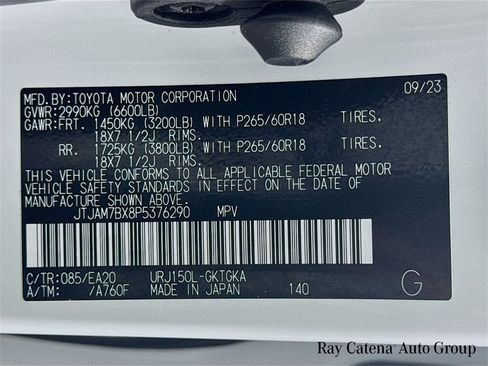 MFD.BY:TOYOTA MOTOR CORPORATION 09/23
GVWR:2990KG (6600LB)
GAWR:FRT. 1450KG (3200LB) WITH P265/60R18 TIRES.
18X7 1/2J RIMS.
RR. 1725KG (3800LB) WITH P265/60R18 TIRES.
18X7 1/2J RIMS.
THIS VEHICLE CONFORMS TO ALL APPLICABLE FEDERAL MOTOR
VEHICLE SAFETY STANDARDS IN EFFECT ON THE DATE OF
MANUFACTURE SHOWN ABOVE.
JTJAM7BX8P5376290 MPV
C/TR:085/EA20 URJ150L-GKTGKA G
A/TM: /A760F MADE IN JAPAN 140
Ray Catena Auto Group